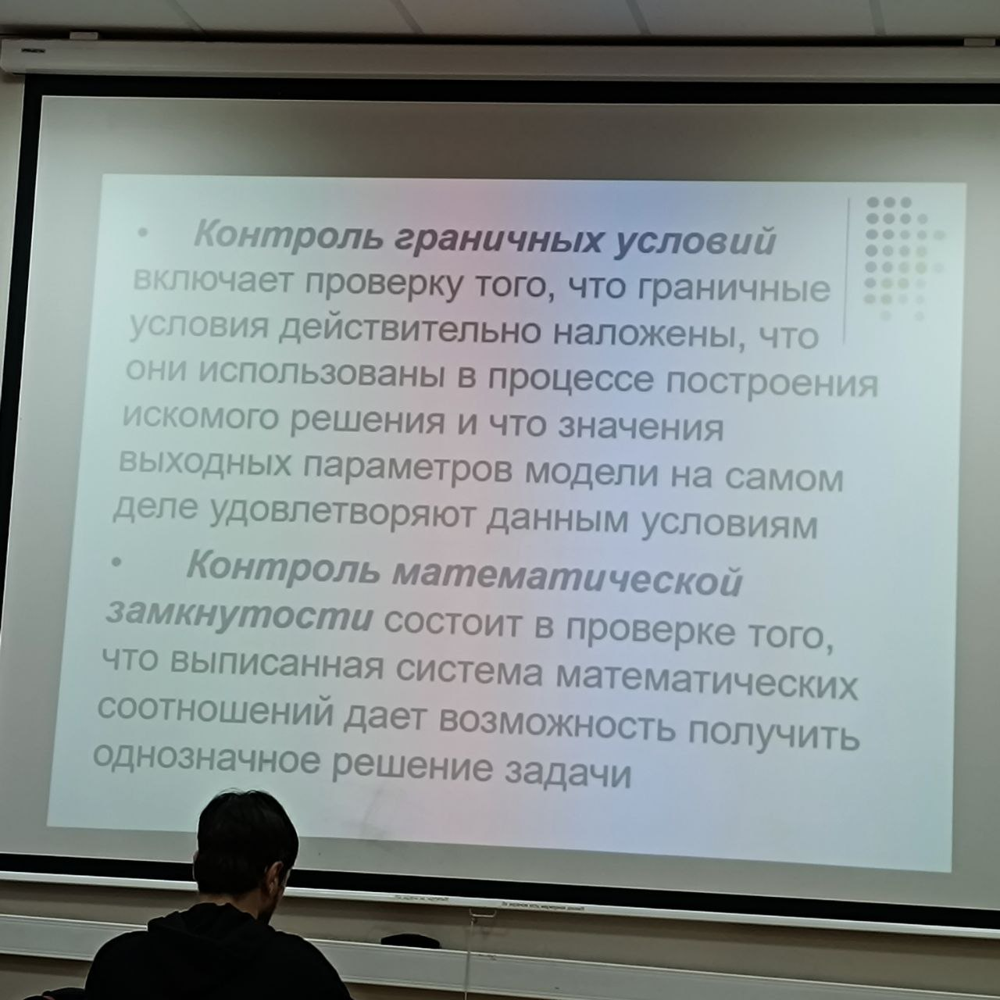 • Контроль граничных условий
включает проверку того, что граничные
условия действительно наложены, что
они использованы в процессе построения
искомого решения и что значения
выходных параметров модели на самом
деле удовлетворяют данным условиям
• Контроль математической
замкнутости состоит в проверке того,
что выписанная система математических
соотношений дает возможность получить
однозначное решение задачи